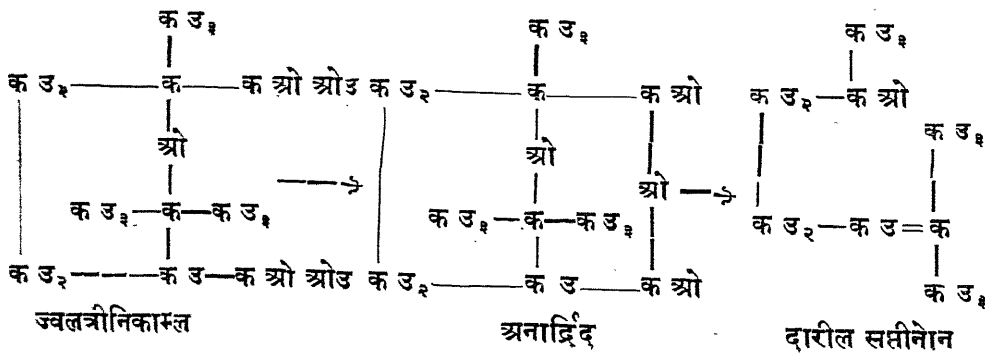 क उ₃ क उ₃ क उ₃
क उ₂ क क ओ ओउ क उ₂ क क ओ क उ₂ क ओ
क उ₃
ओ ओ
ओ
क उ₃ क क उ₃ क उ₃ क क उ₃ क उ₂ क उ = क
क उ₂ क उ क ओ ओउ क उ₂ क उ क ओ क उ₃
ज्वलत्रीनिकाम्ल अनार्द्रिद दारील सप्तीनोन